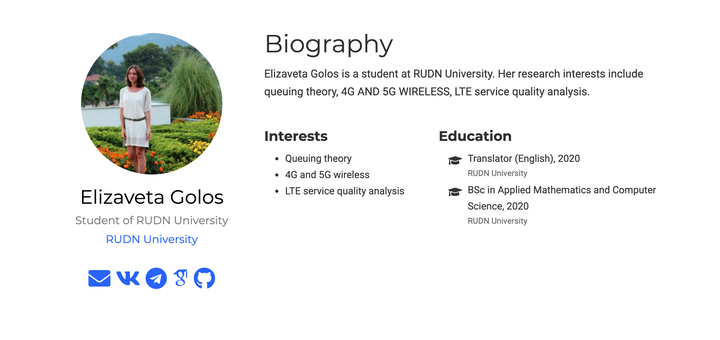 Biography
Elizaveta Golos is a student at RUDN University. Her research interests include
queuing theory, 4G AND 5G WIRELESS, LTE service quality analysis.
Interests
Queuing theory
4G and 5G wireless
LTE service quality analysis
Education
Translator (English), 2020
RUDN University
BSc in Applied Mathematics and Computer
Science, 2020
RUDN University
Elizaveta Golos
Student of RUDN University
RUDN University